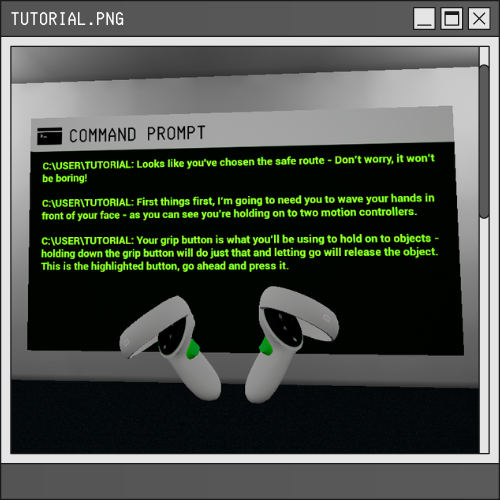 TUTORIAL.PNG
COMMAND PROMPT
C:\USER\TUTORIAL: Looks like you've chosen the safe route - Don't worry, it won't
be boring!
C:\USER\TUTORIAL: First things first, I'm going to need you to wave your hands in
front of your face - as you can see you're holding on to two motion controllers.
C:\USER\TUTORIAL: Your grip button is what you'll be using to hold on to objects -
holding down the grip button will do just that and letting go will release the object.
This is the highlighted button, go ahead and press it.